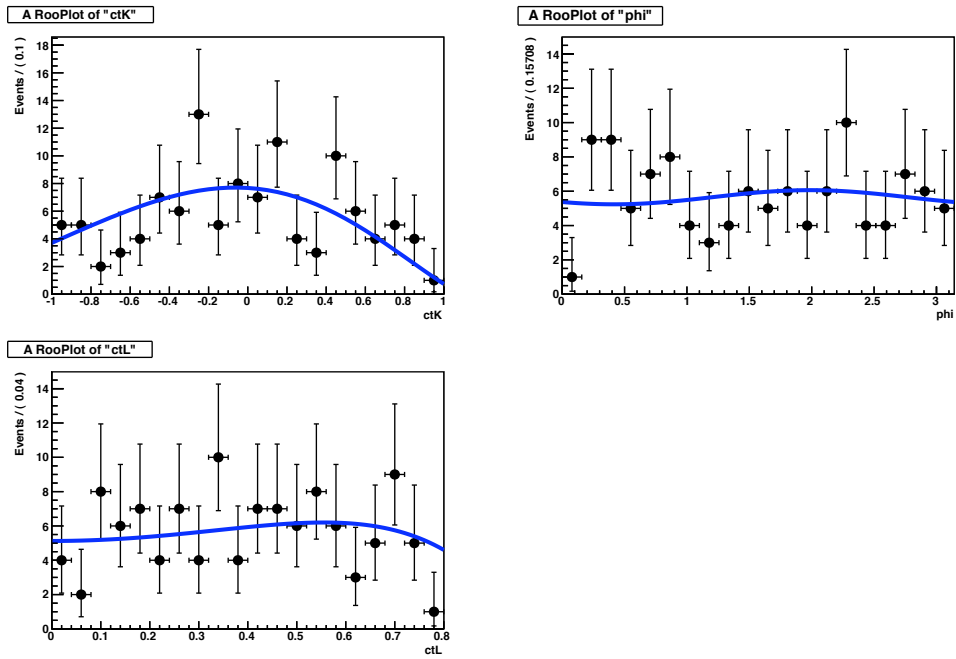 A RooPlot of "ctK"
Events / ( 0.1 )
18
16
14
12
10
8
6
4
2
0
-1 -0.8 -0.6 -0.4 -0.2 0 0.2 0.4 0.6 0.8 1
ctK
A RooPlot of "phi"
Events / ( 0.15708 )
14
12
10
8
6
4
2
0
0 0.5 1 1.5 2 2.5 3
phi
A RooPlot of "ctL"
Events / ( 0.04 )
14
12
10
8
6
4
2
0
0 0.1 0.2 0.3 0.4 0.5 0.6 0.7 0.8
ctL